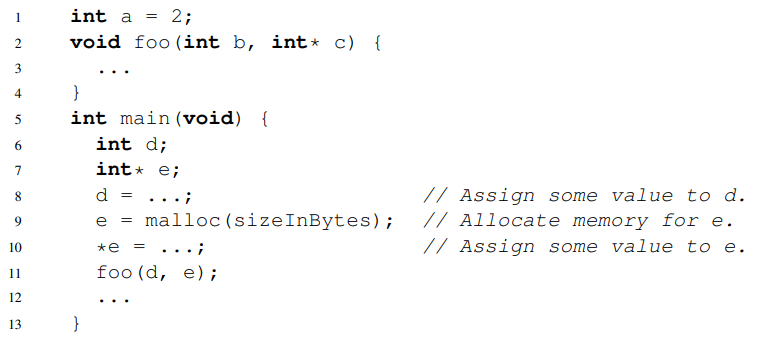 1 int a = 2;
2 void foo(int b, int* c) {
3 ...
4 }
5 int main(void) {
6 int d;
7 int* e;
8 d = ...; // Assign some value to d.
9 e = malloc(sizeInBytes); // Allocate memory for e.
10 *e = ...; // Assign some value to e.
11 foo(d, e);
12 ...
13 }